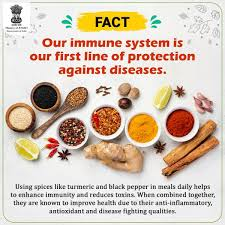 FACT
Our immune system is
our first line of protection
against diseases.
Using spices like turmeric and black pepper in meals daily helps
to enhance immunity and reduces toxins. When combined together,
they are known to improve health due to their anti-inflammatory,
antioxidant and disease fighting qualities.